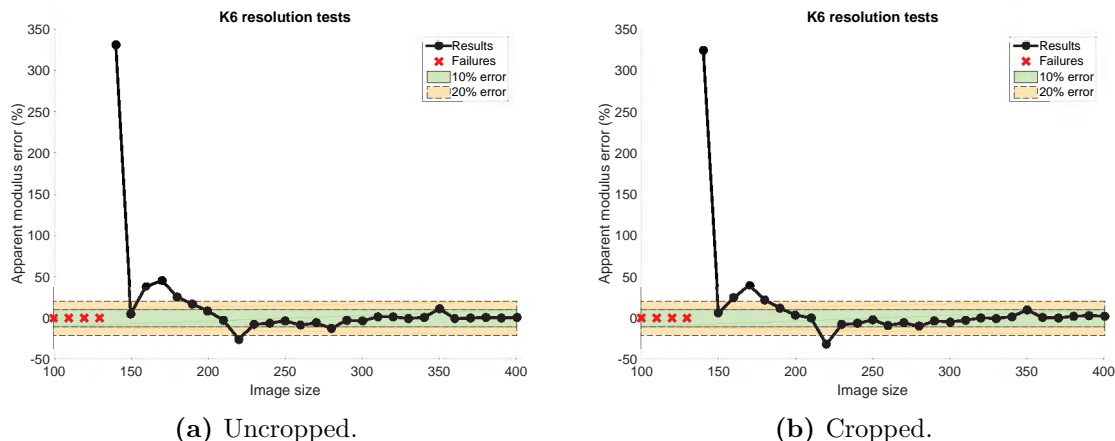 K6 resolution tests
350
300
250
200
150
100
50
0
-50
Apparent modulus error (%)
100 150 200 250 300 350 400
Image size
Results
Failures
10% error
20% error
(a) Uncropped.
K6 resolution tests
350
300
250
200
150
100
50
0
-50
Apparent modulus error (%)
100 150 200 250 300 350 400
Image size
Results
Failures
10% error
20% error
(b) Cropped.